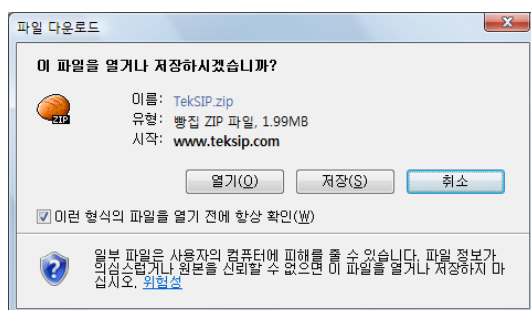 파일 다운로드
이 파일을 열거나 저장하시겠습니까?
이름: TekSIP.zip
ZIP
유형: 빵집 ZIP 파일, 1.99MB
시작: www.teksip.com
열기(O) 저장(S) 취소
이런 형식의 파일을 열기 전에 항상 확인(W)
일부 파일은 사용자의 컴퓨터에 피해를 줄 수 있습니다. 파일 정보가
의심스럽거나 원본을 신뢰할 수 없으면 이 파일을 열거나 저장하지 마
십시오. 위험성